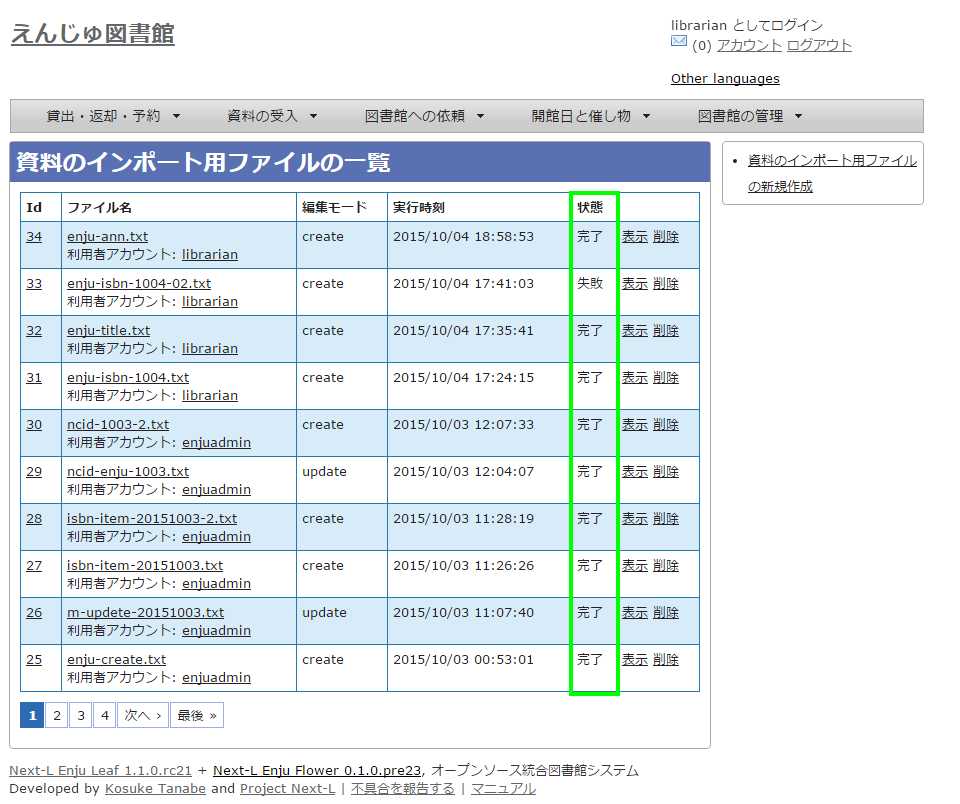 えんじゅ図書館
librarian としてログイン
(0) アカウント ログアウト
Other languages
貸出・返却・予約 ▼ 資料の受入 ▼ 図書館への依頼 ▼ 開館日と催し物 ▼ 図書館の管理 ▼
資料のインポート用ファイルの一覧
• 資料のインポート用ファイル
の新規作成
Id ファイル名 編集モード 実行時刻 状態
34 enju-ann.txt create 2015/10/04 18:58:53 完了 表示 削除
利用者アカウント: librarian
33 enju-isbn-1004-02.txt create 2015/10/04 17:41:03 失敗 表示 削除
利用者アカウント: librarian
32 enju-title.txt create 2015/10/04 17:35:41 完了 表示 削除
利用者アカウント: librarian
31 enju-isbn-1004.txt create 2015/10/04 17:24:15 完了 表示 削除
利用者アカウント: librarian
30 ncid-1003-2.txt create 2015/10/03 12:07:33 完了 表示 削除
利用者アカウント: enjuadmin
29 ncid-enju-1003.txt update 2015/10/03 12:04:07 完了 表示 削除
利用者アカウント: enjuadmin
28 isbn-item-20151003-2.txt create 2015/10/03 11:28:19 完了 表示 削除
利用者アカウント: enjuadmin
27 isbn-item-20151003.txt create 2015/10/03 11:26:26 完了 表示 削除
利用者アカウント: enjuadmin
26 m-updete-20151003.txt update 2015/10/03 11:07:40 完了 表示 削除
利用者アカウント: enjuadmin
25 enju-create.txt create 2015/10/03 00:53:01 完了 表示 削除
利用者アカウント: enjuadmin
1 2 3 4 次へ › 最後 »
Next-L Enju Leaf 1.1.0.rc21 + Next-L Enju Flower 0.1.0.pre23, オープンソース統合図書館システム
Developed by Kosuke Tanabe and Project Next-L | 不具合を報告する | マニュアル